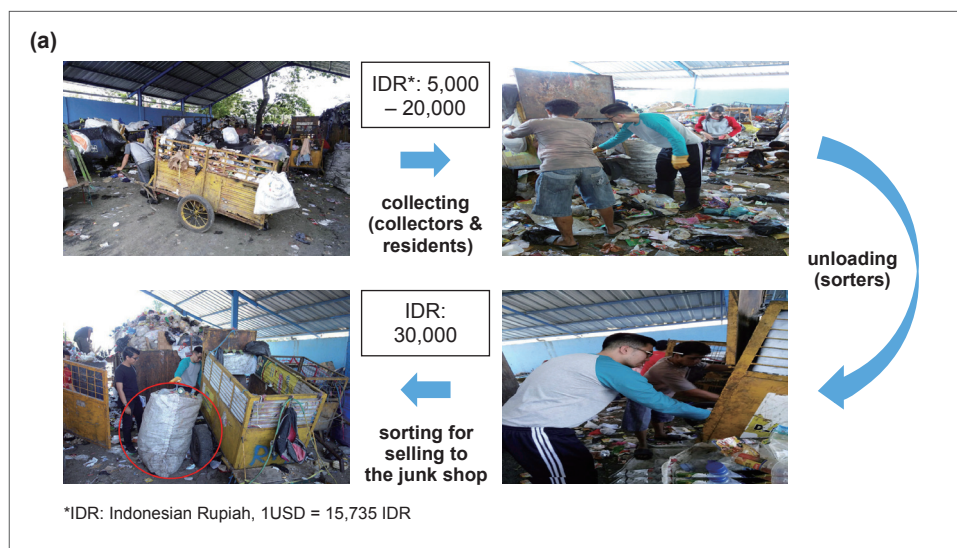 (a)
IDR*: 5,000
– 20,000
collecting
(collectors &
residents)
unloading
(sorters)
IDR:
30,000
sorting for
selling to
the junk shop
*IDR: Indonesian Rupiah, 1USD = 15,735 IDR